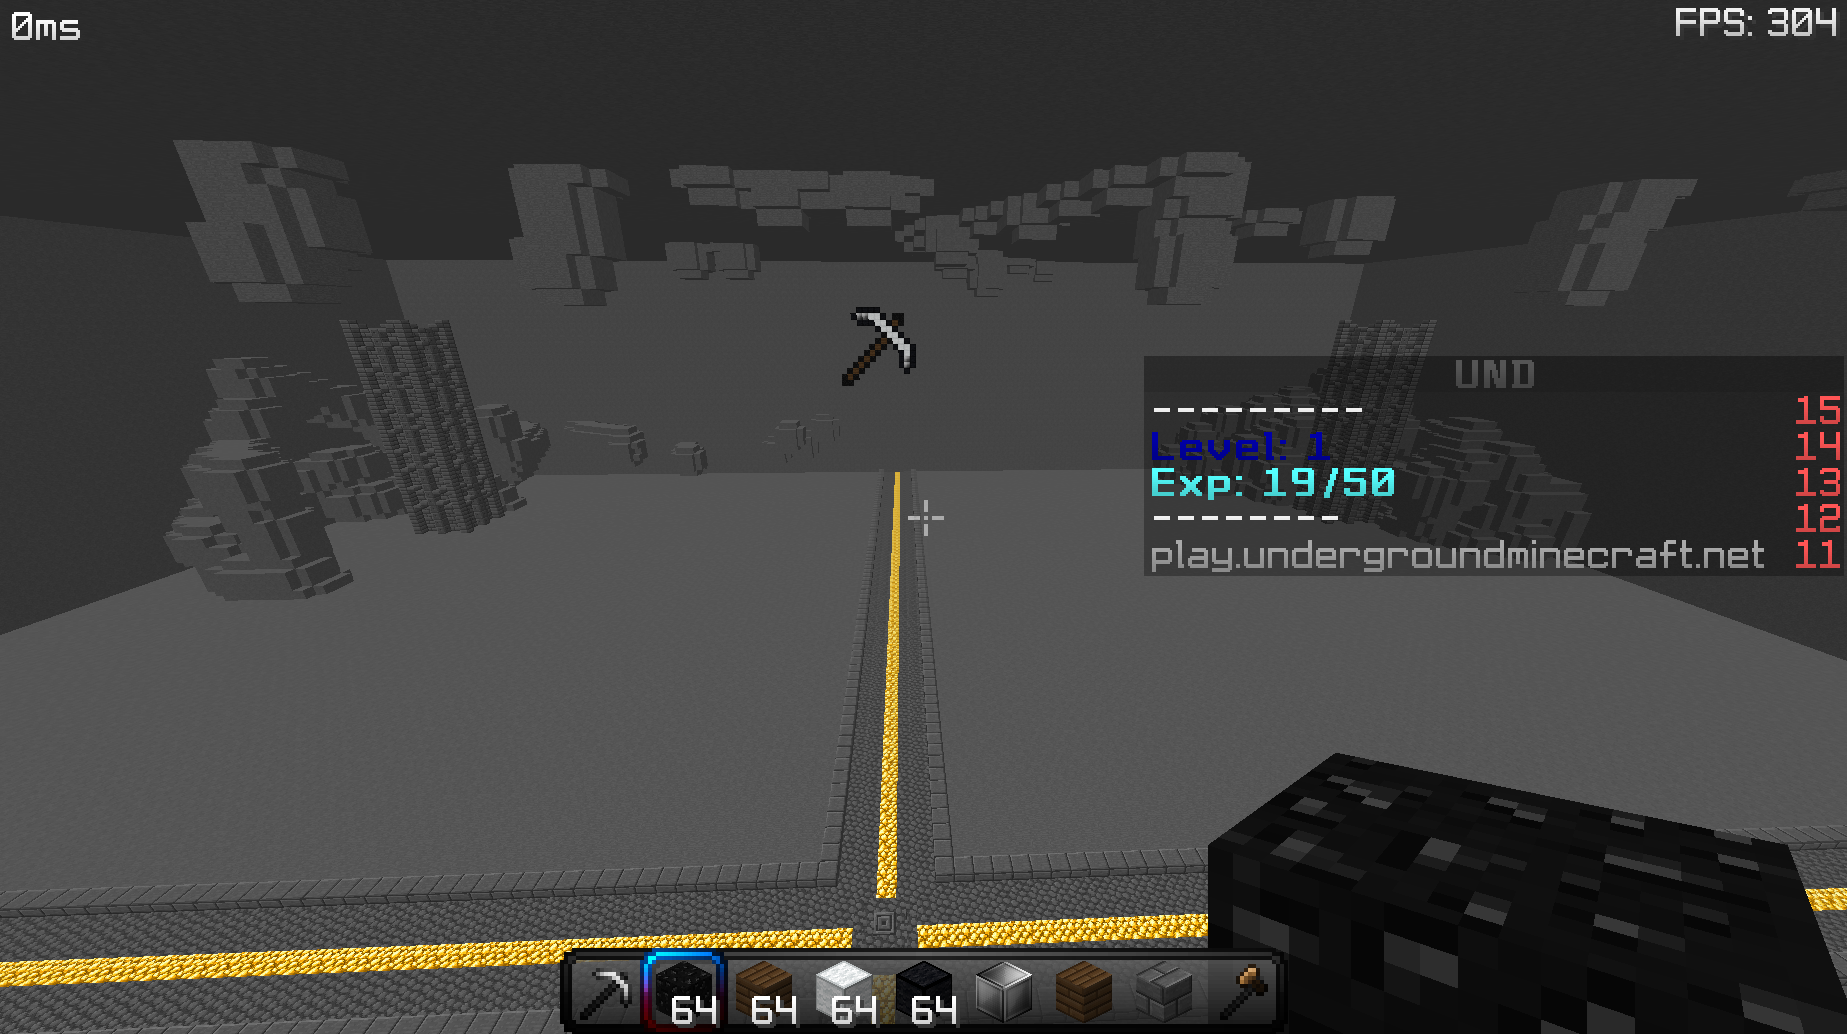 0ms
FPS: 304
UND
---------- 15
Level: 1 14
Exp: 19/50 13
--------- 12
play.undergroundminecraft.net 11
64 64 64 64